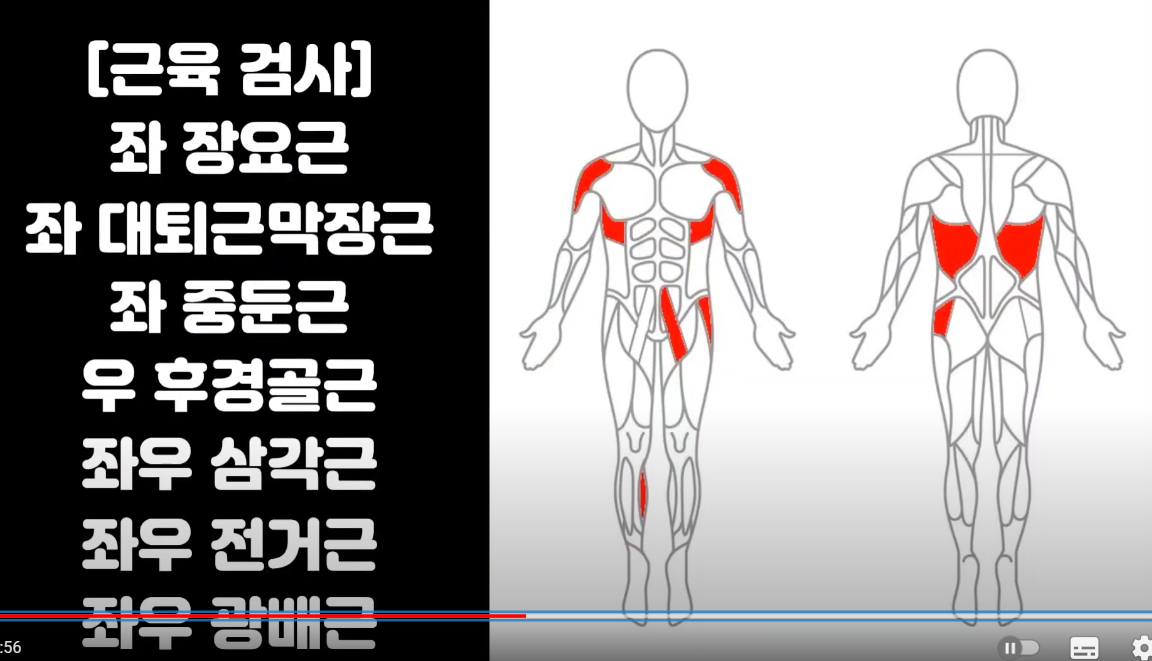 [근육 검사]
좌 장요근
좌 대퇴근막장근
좌 중둔근
우 후경골근
좌우 삼각근
좌우 전거근
좌우 광배근
:56